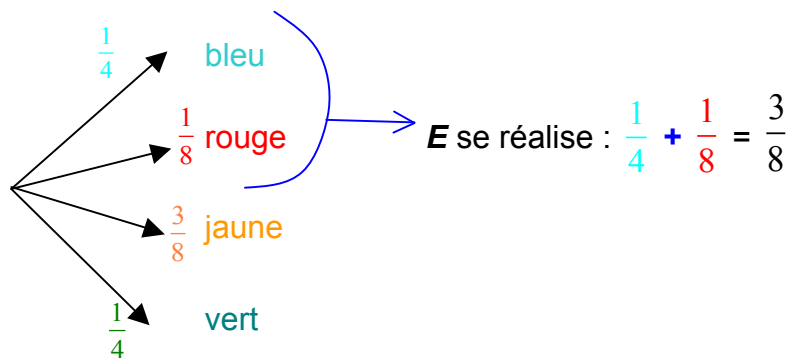 1/4 bleu
1/8 rouge
E se réalise : 1/4 + 1/8 = 3/8
3/8 jaune
1/4 vert